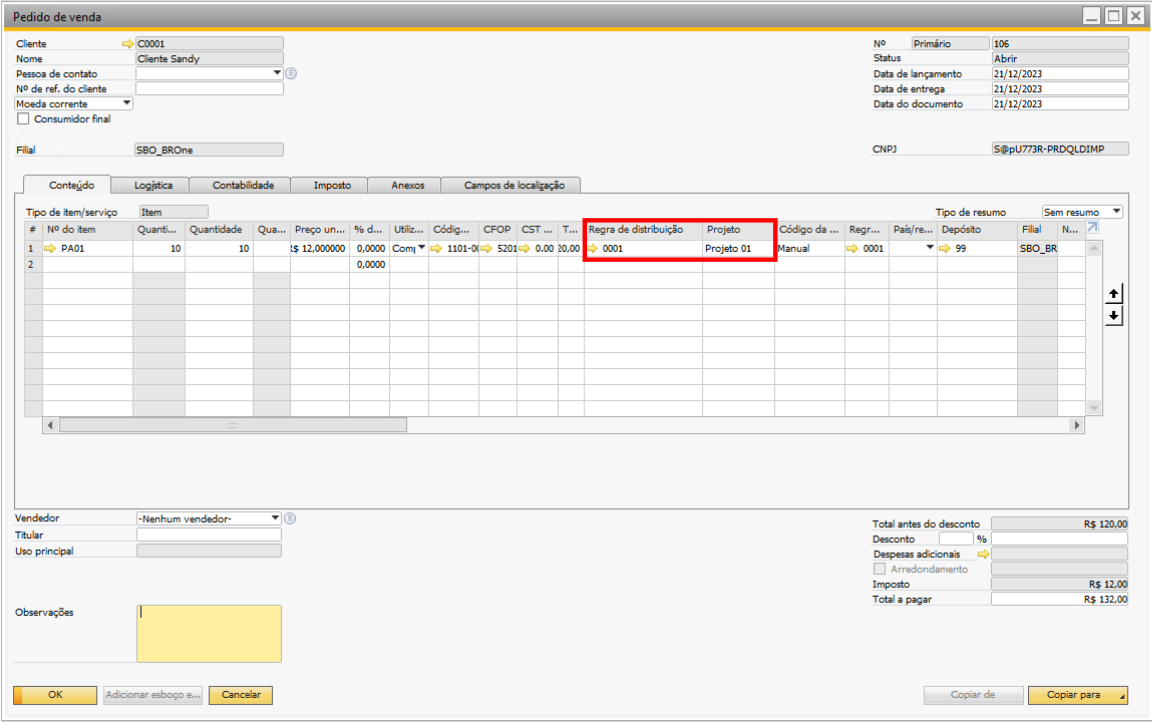 Pedido de venda
Cliente C0001 Nº Primário 106
Nome Cliente Sandy Status Abrir
Pessoa de contato Data de lançamento 21/12/2023
Nº de ref. do cliente Data de entrega 21/12/2023
Moeda corrente Data do documento 21/12/2023
Consumidor final
Filial SBO_BROne CNPJ S@pU773R-PRDQLDIMP
Conteúdo Logística Contabilidade Imposto Anexos Campos de localização
Tipo de item/serviço Item Tipo de resumo Sem resumo
# Nº do item Quanti... Quantidade Qua... Preço un... % d... Utiliz... Códig... CFOP CST ... T... Regra de distribuição Projeto Código da ... Regr... País/re... Depósito Filial N...
1 PA01 10 10 R$ 12,000000 0,0000 Comp 1101-00 5201 0.00 20,00 0001 Projeto 01 Manual 0001 99 SBO_BR
2 0,0000
Vendedor -Nenhum vendedor- Total antes do desconto R$ 120,00
Titular Desconto %
Uso principal Despesas adicionais
Arredondamento
Imposto R$ 12,00
Observações Total a pagar R$ 132,00
OK Adicionar esboço e... Cancelar Copiar de Copiar para